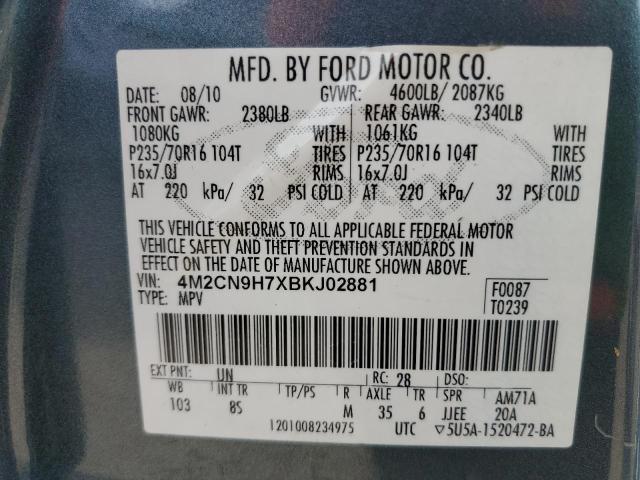 MFD. BY FORD MOTOR CO.
DATE: 08/10 GVWR: 4600LB/ 2087KG
FRONT GAWR: 2380LB REAR GAWR: 2340LB
1080KG WITH 1061KG WITH
P235/70R16 104T TIRES P235/70R16 104T TIRES
16x7.0J RIMS 16x7.0J RIMS
AT 220 kPa/ 32 PSI COLD AT 220 kPa/ 32 PSI COLD
THIS VEHICLE CONFORMS TO ALL APPLICABLE FEDERAL MOTOR
VEHICLE SAFETY AND THEFT PREVENTION STANDARDS IN
EFFECT ON THE DATE OF MANUFACTURE SHOWN ABOVE.
VIN: 4M2CN9H7XBKJ02881 F0087
TYPE: MPV T0239
EXT PNT: UN RC: 28 DSO:
WB INT TR TP/PS R AXLE TR SPR AM71A
103 8S M 35 6 JJEE 20A
1201008234975 UTC ▽5U5A-1520472-BA